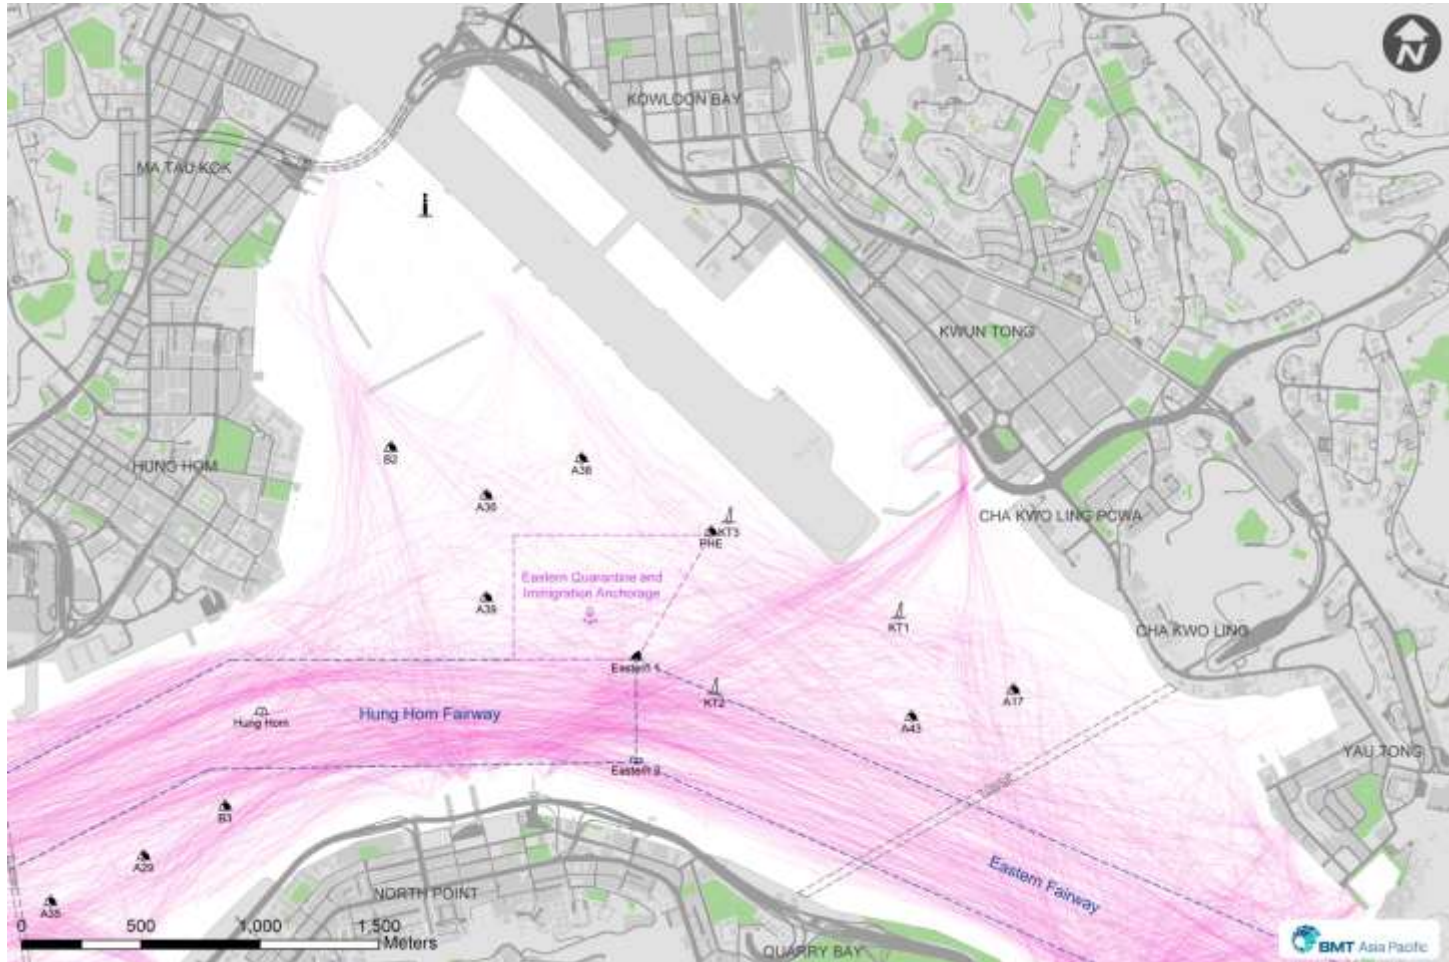 N
KOWLOON BAY
MA TAU KOK
KWUN TONG
HUNG HOM
B2
A38
A36
CHA KWO LING PCWA
KT3
PHE
Eastern Quarantine and
Immigration Anchorage
A39
KT1
CHA KWO LING
Eastern 1
KT2
A17
Hung Hom
Hung Hom Fairway
A43
YAU TONG
Eastern 2
B3
A29
Eastern Fairway
NORTH POINT
A35
0 500 1,000 1,500
Meters
QUARRY BAY
BMT Asia Pacific